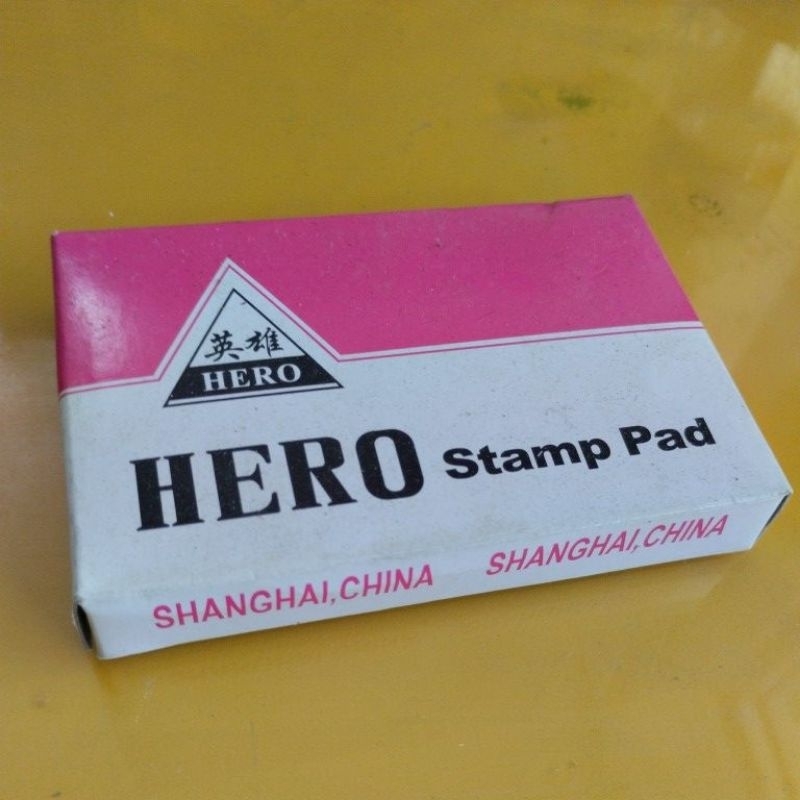 英雄
HERO
HERO Stamp Pad
SHANGHAI,CHINA SHANGHAI,CHINA